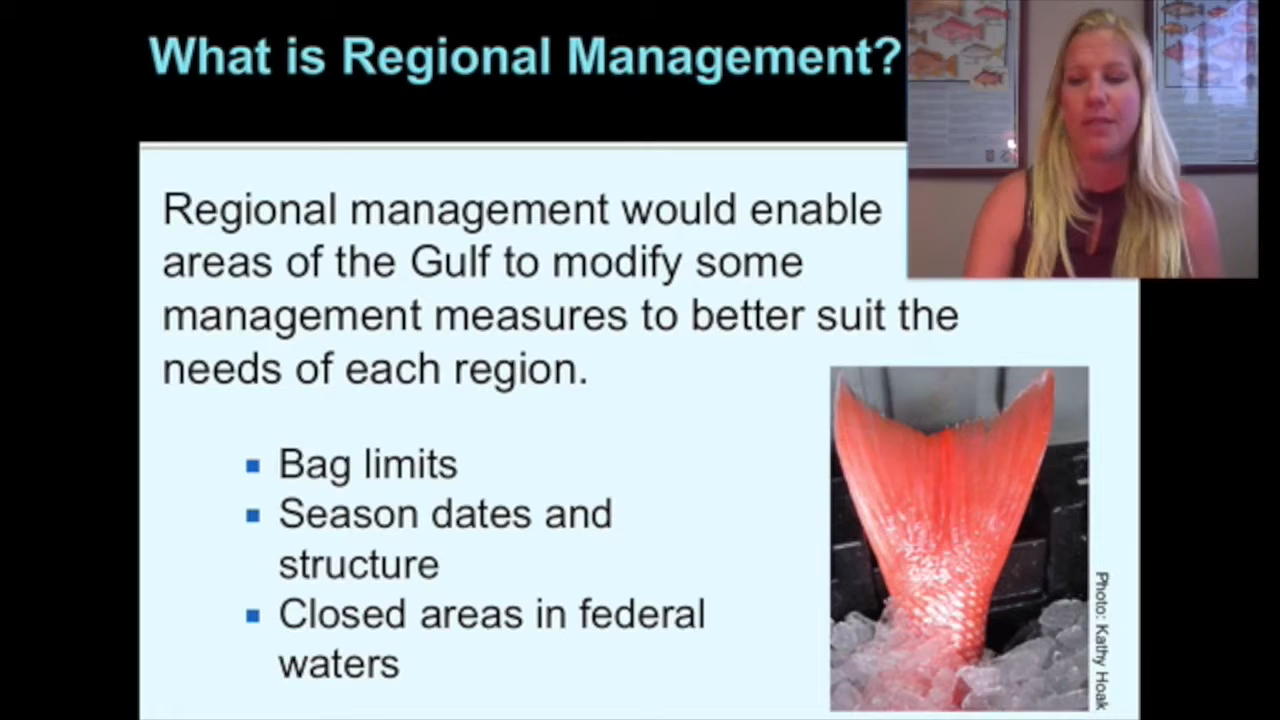 What is Regional Management?
Regional management would enable
areas of the Gulf to modify some
management measures to better suit the
needs of each region.
Bag limits
Season dates and
structure
Closed areas in federal
waters
Photo: Kathy Hoak